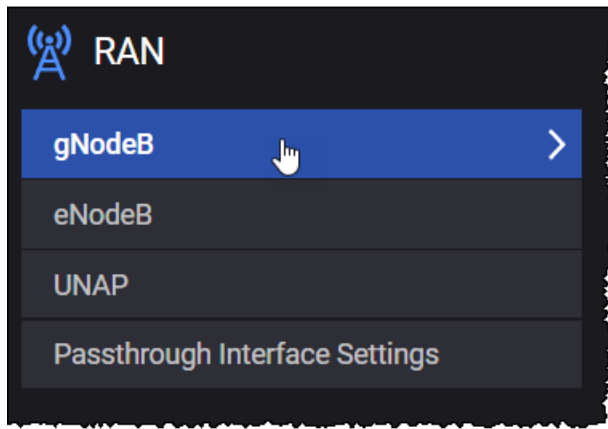 RAN
gNodeB
eNodeB
UNAP
Passthrough Interface Settings